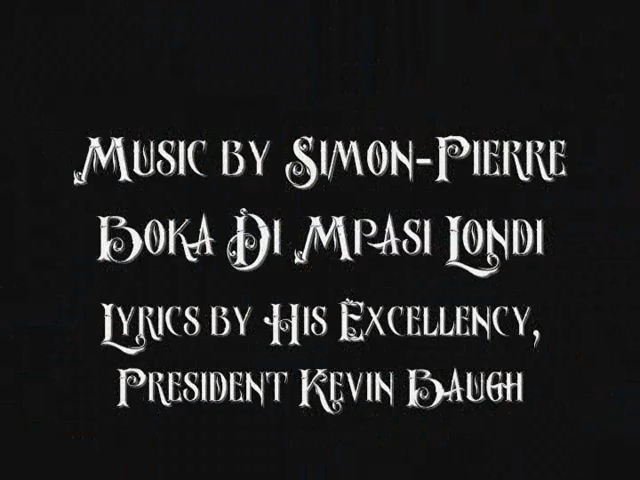 Music by Simon-Pierre
Boka Di Mpasi Londi
Lyrics by His Excellency,
President Kevin Baugh